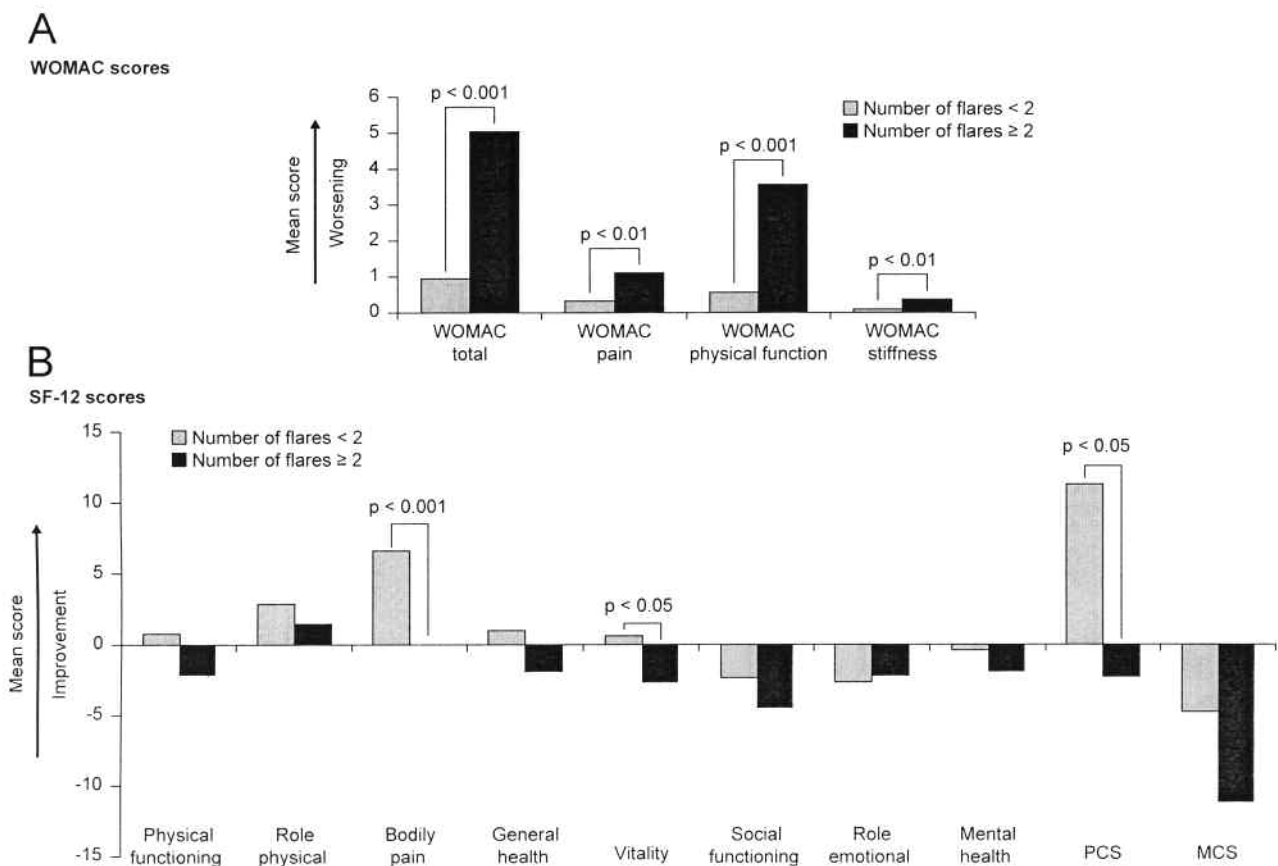 A
WOMAC scores
Mean score
Worsening
6
5
4
3
2
1
0
p < 0.001
p < 0.01
p < 0.001
p < 0.01
Number of flares < 2
Number of flares ≥ 2
WOMAC
total
WOMAC
pain
WOMAC
physical function
WOMAC
stiffness
B
SF-12 scores
Mean score
Improvement
15
10
5
0
-5
-10
-15
Number of flares < 2
Number of flares ≥ 2
p < 0.001
p < 0.05
p < 0.05
Physical
functioning
Role
physical
Bodily
pain
General
health
Vitality
Social
functioning
Role
emotional
Mental
health
PCS
MCS